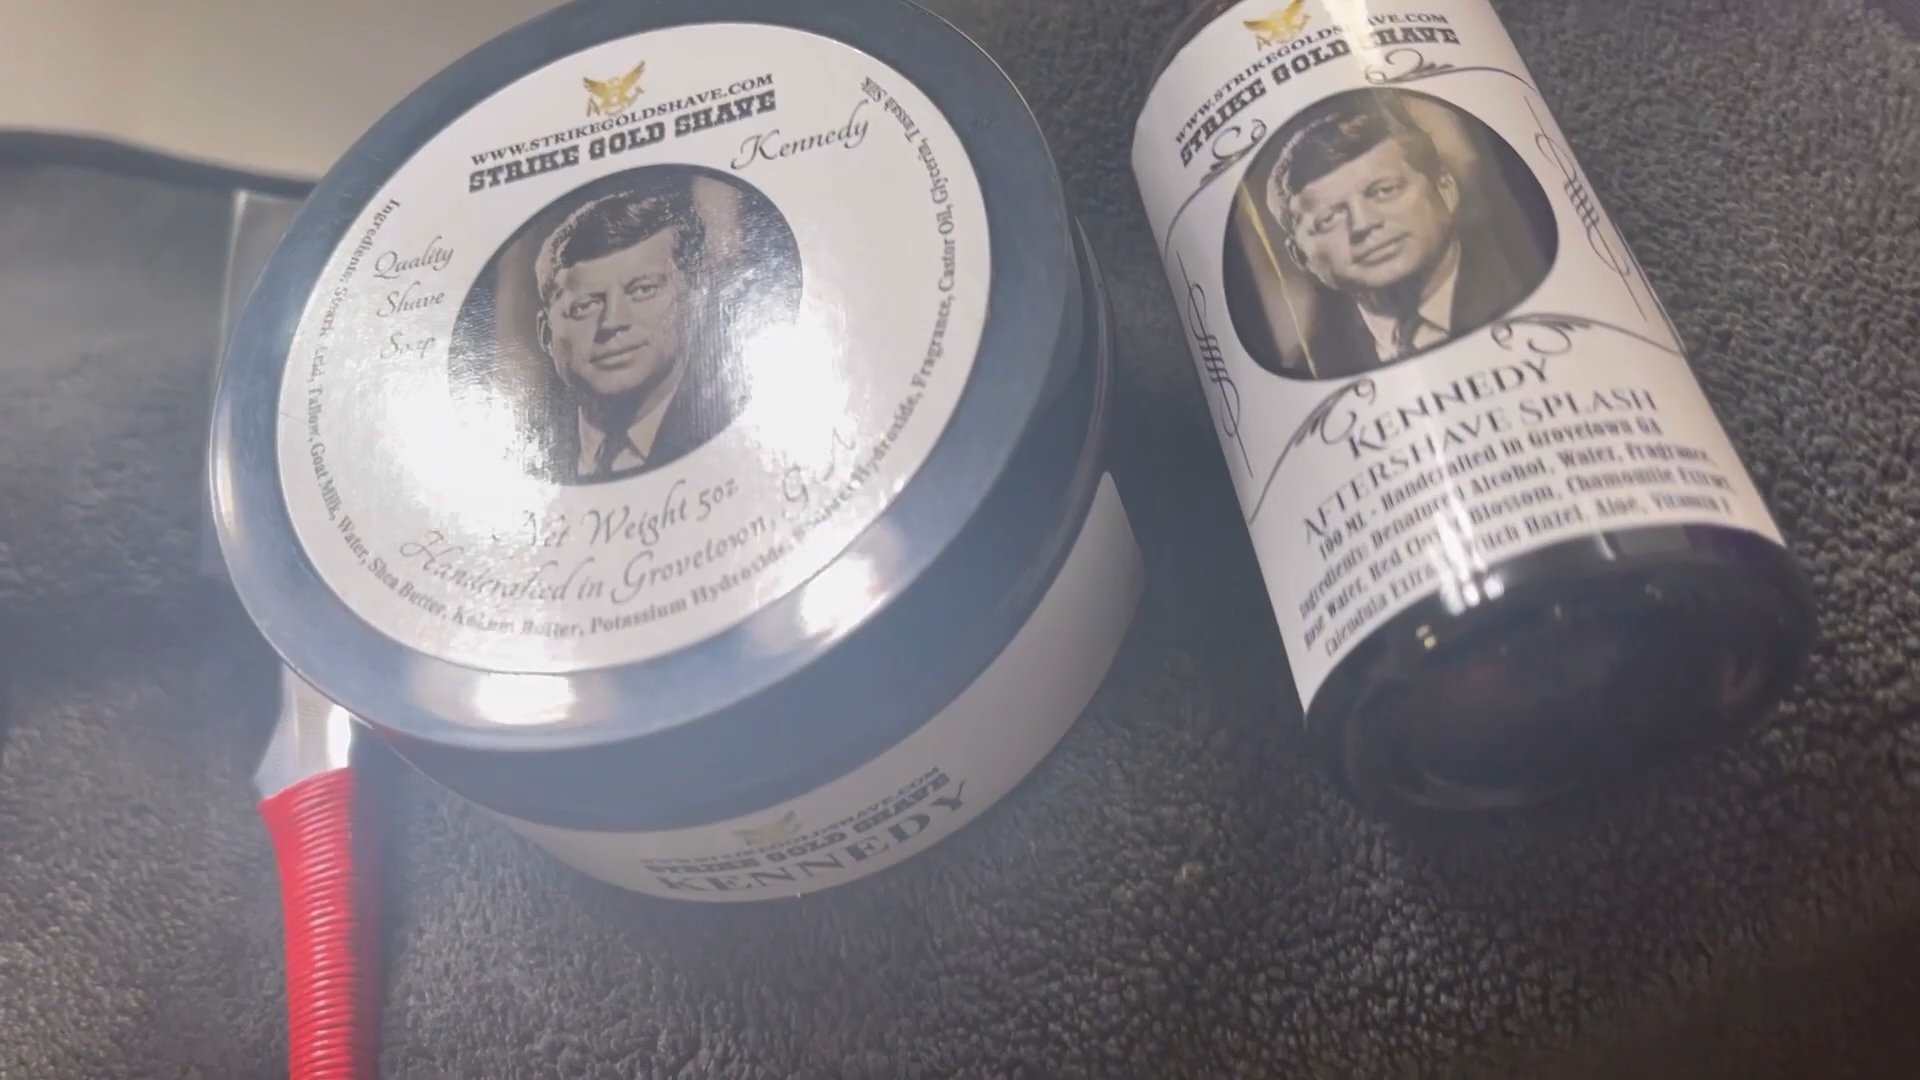 WWW.STRIKEGOLDSHAVE.COM
STRIKE GOLD SHAVE
Kennedy
Quality
Shave
Soap
Net Weight 5oz
Handcrafted in Grovetown, GA
Ingredients: Stearic Acid, Tallow, Goat Milk, Water, Shea Butter, Kokum Butter, Potassium Hydroxide, Sodium Hydroxide, Fragrance, Castor Oil, Glycerin, Tussah Silk
STRIKE GOLD SHAVE
KENNEDY
WWW.STRIKEGOLDSHAVE.COM
STRIKE GOLD SHAVE
KENNEDY
AFTERSHAVE SPLASH
100 ML - Handcrafted in Grovetown GA
Ingredients: Denatured Alcohol, Water, Fragrance,
Rose Water, Red Clover Blossom, Chamomile Extract,
Calendula Extract, Witch Hazel, Aloe, Vitamin